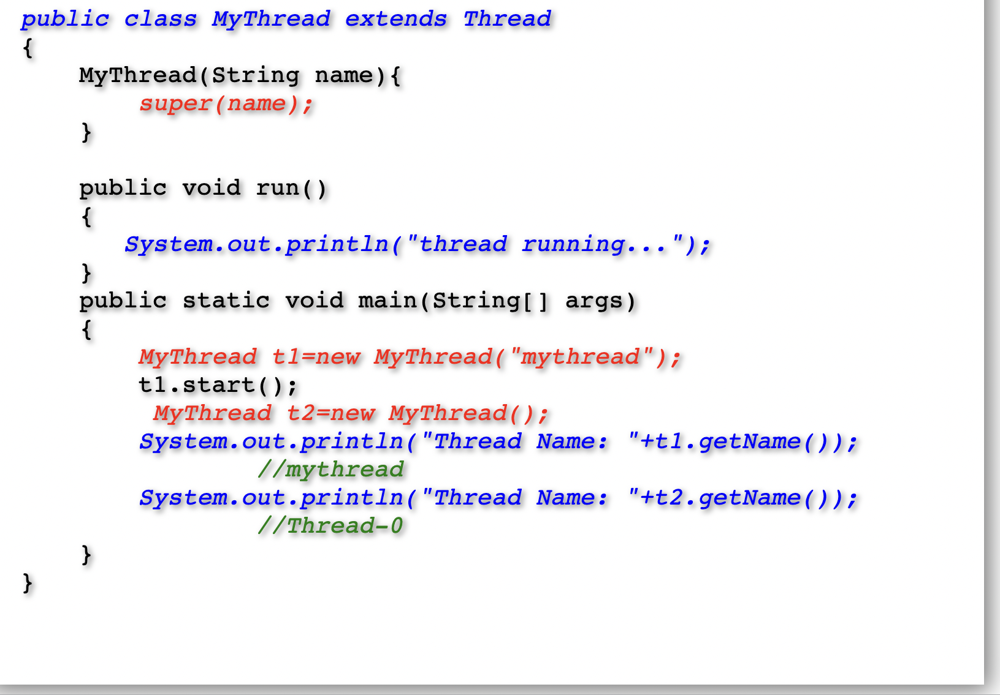 public class MyThread extends Thread
{
MyThread(String name){
super(name);
}
public void run()
{
System.out.println("thread running...");
}
public static void main(String[] args)
{
MyThread t1=new MyThread("mythread");
t1.start();
MyThread t2=new MyThread();
System.out.println("Thread Name: "+t1.getName());
//mythread
System.out.println("Thread Name: "+t2.getName());
//Thread-0
}
}